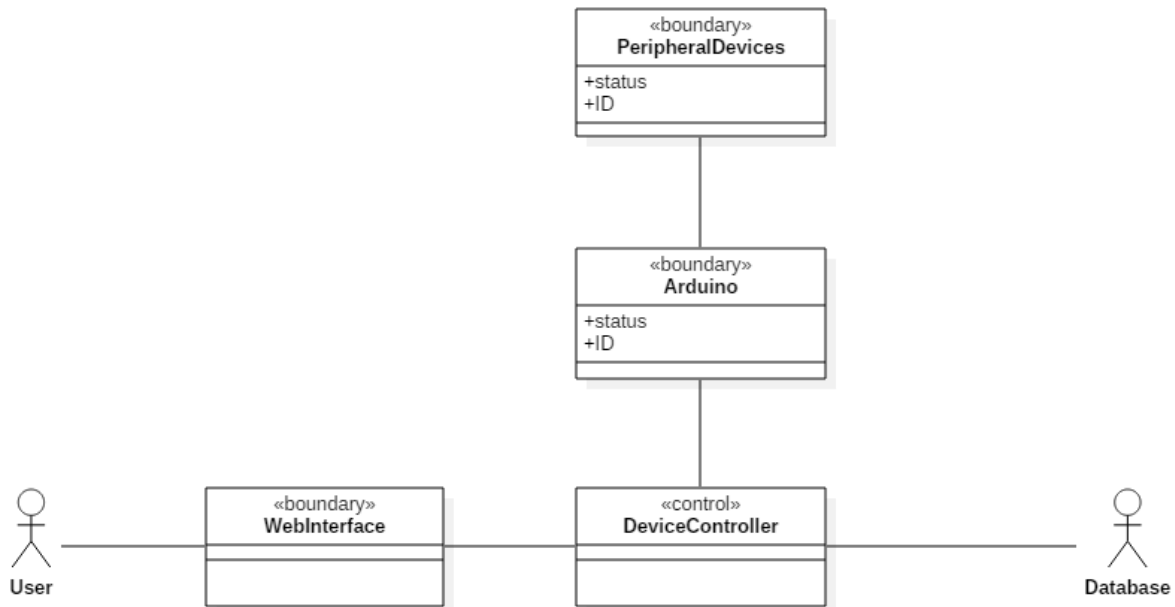 «boundary»
PeripheralDevices
+status
+ID
«boundary»
Arduino
+status
+ID
«boundary»
WebInterface
«control»
DeviceController
User
Database